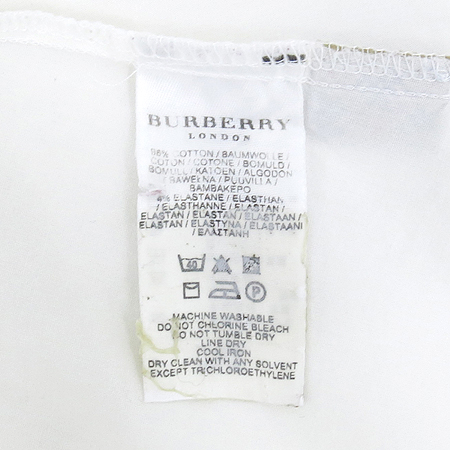 BURBERRY
LONDON
96% COTTON / BAUMWOLLE /
COTON / COTONE / BOMULD /
BOMULL / KATOEN / ALGODON
/ BAWEŁNA / PUUVILLA /
ΒΑΜΒΑΚΕΡΟ
4% ELASTANE / ELASTHAN
/ ELASTHANNE / ELASTAN /
ELASTAN / ELASTAN / ELASTAAN
/ ELASTAN / ELASTYNA / ELASTAANI
/ ΕΛΑΣΤΑΝΗ
40
P
MACHINE WASHABLE
DO NOT CHLORINE BLEACH
DO NOT TUMBLE DRY
LINE DRY
COOL IRON
DRY CLEAN WITH ANY SOLVENT
EXCEPT TRICHLOROETHYLENE